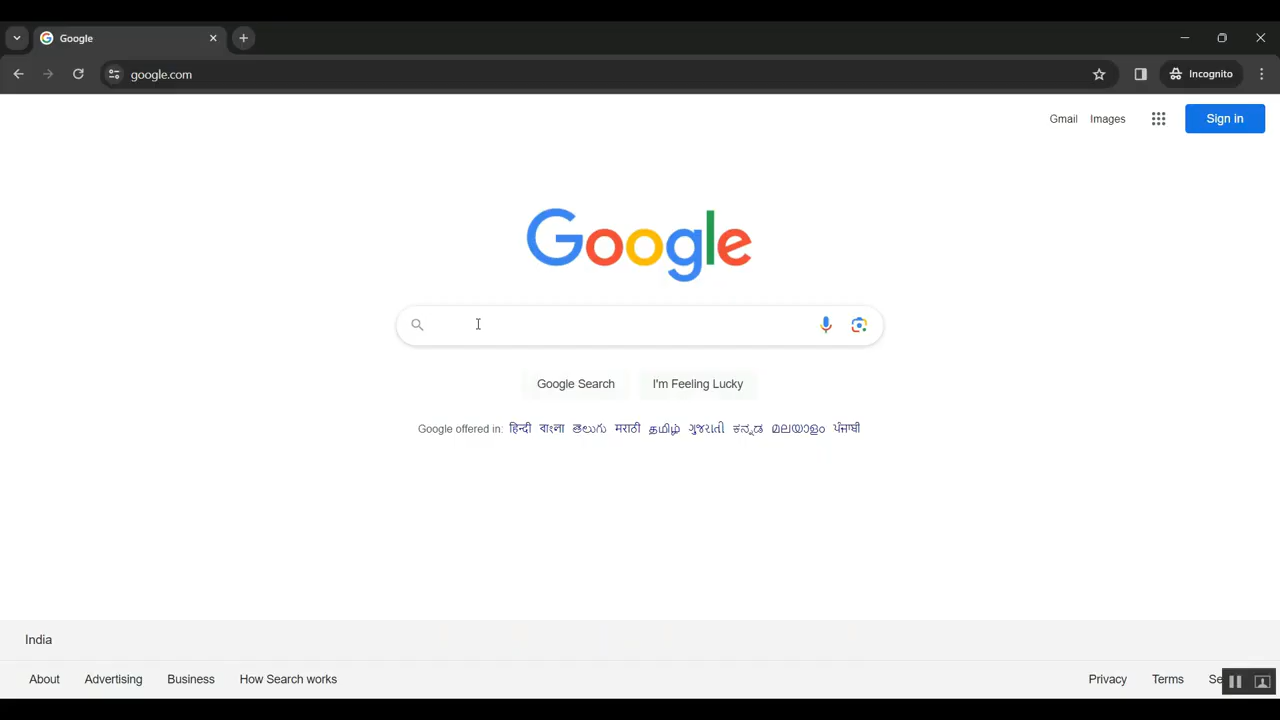 Google
google.com
Incognito
Gmail Images Sign in
Google
Google Search I'm Feeling Lucky
Google offered in: हिन्दी বাংলা తెలుగు मराठी தமிழ் ગુજરાતી ಕನ್ನಡ മലയാളം ਪੰਜਾਬੀ
India
About Advertising Business How Search works Privacy Terms Se